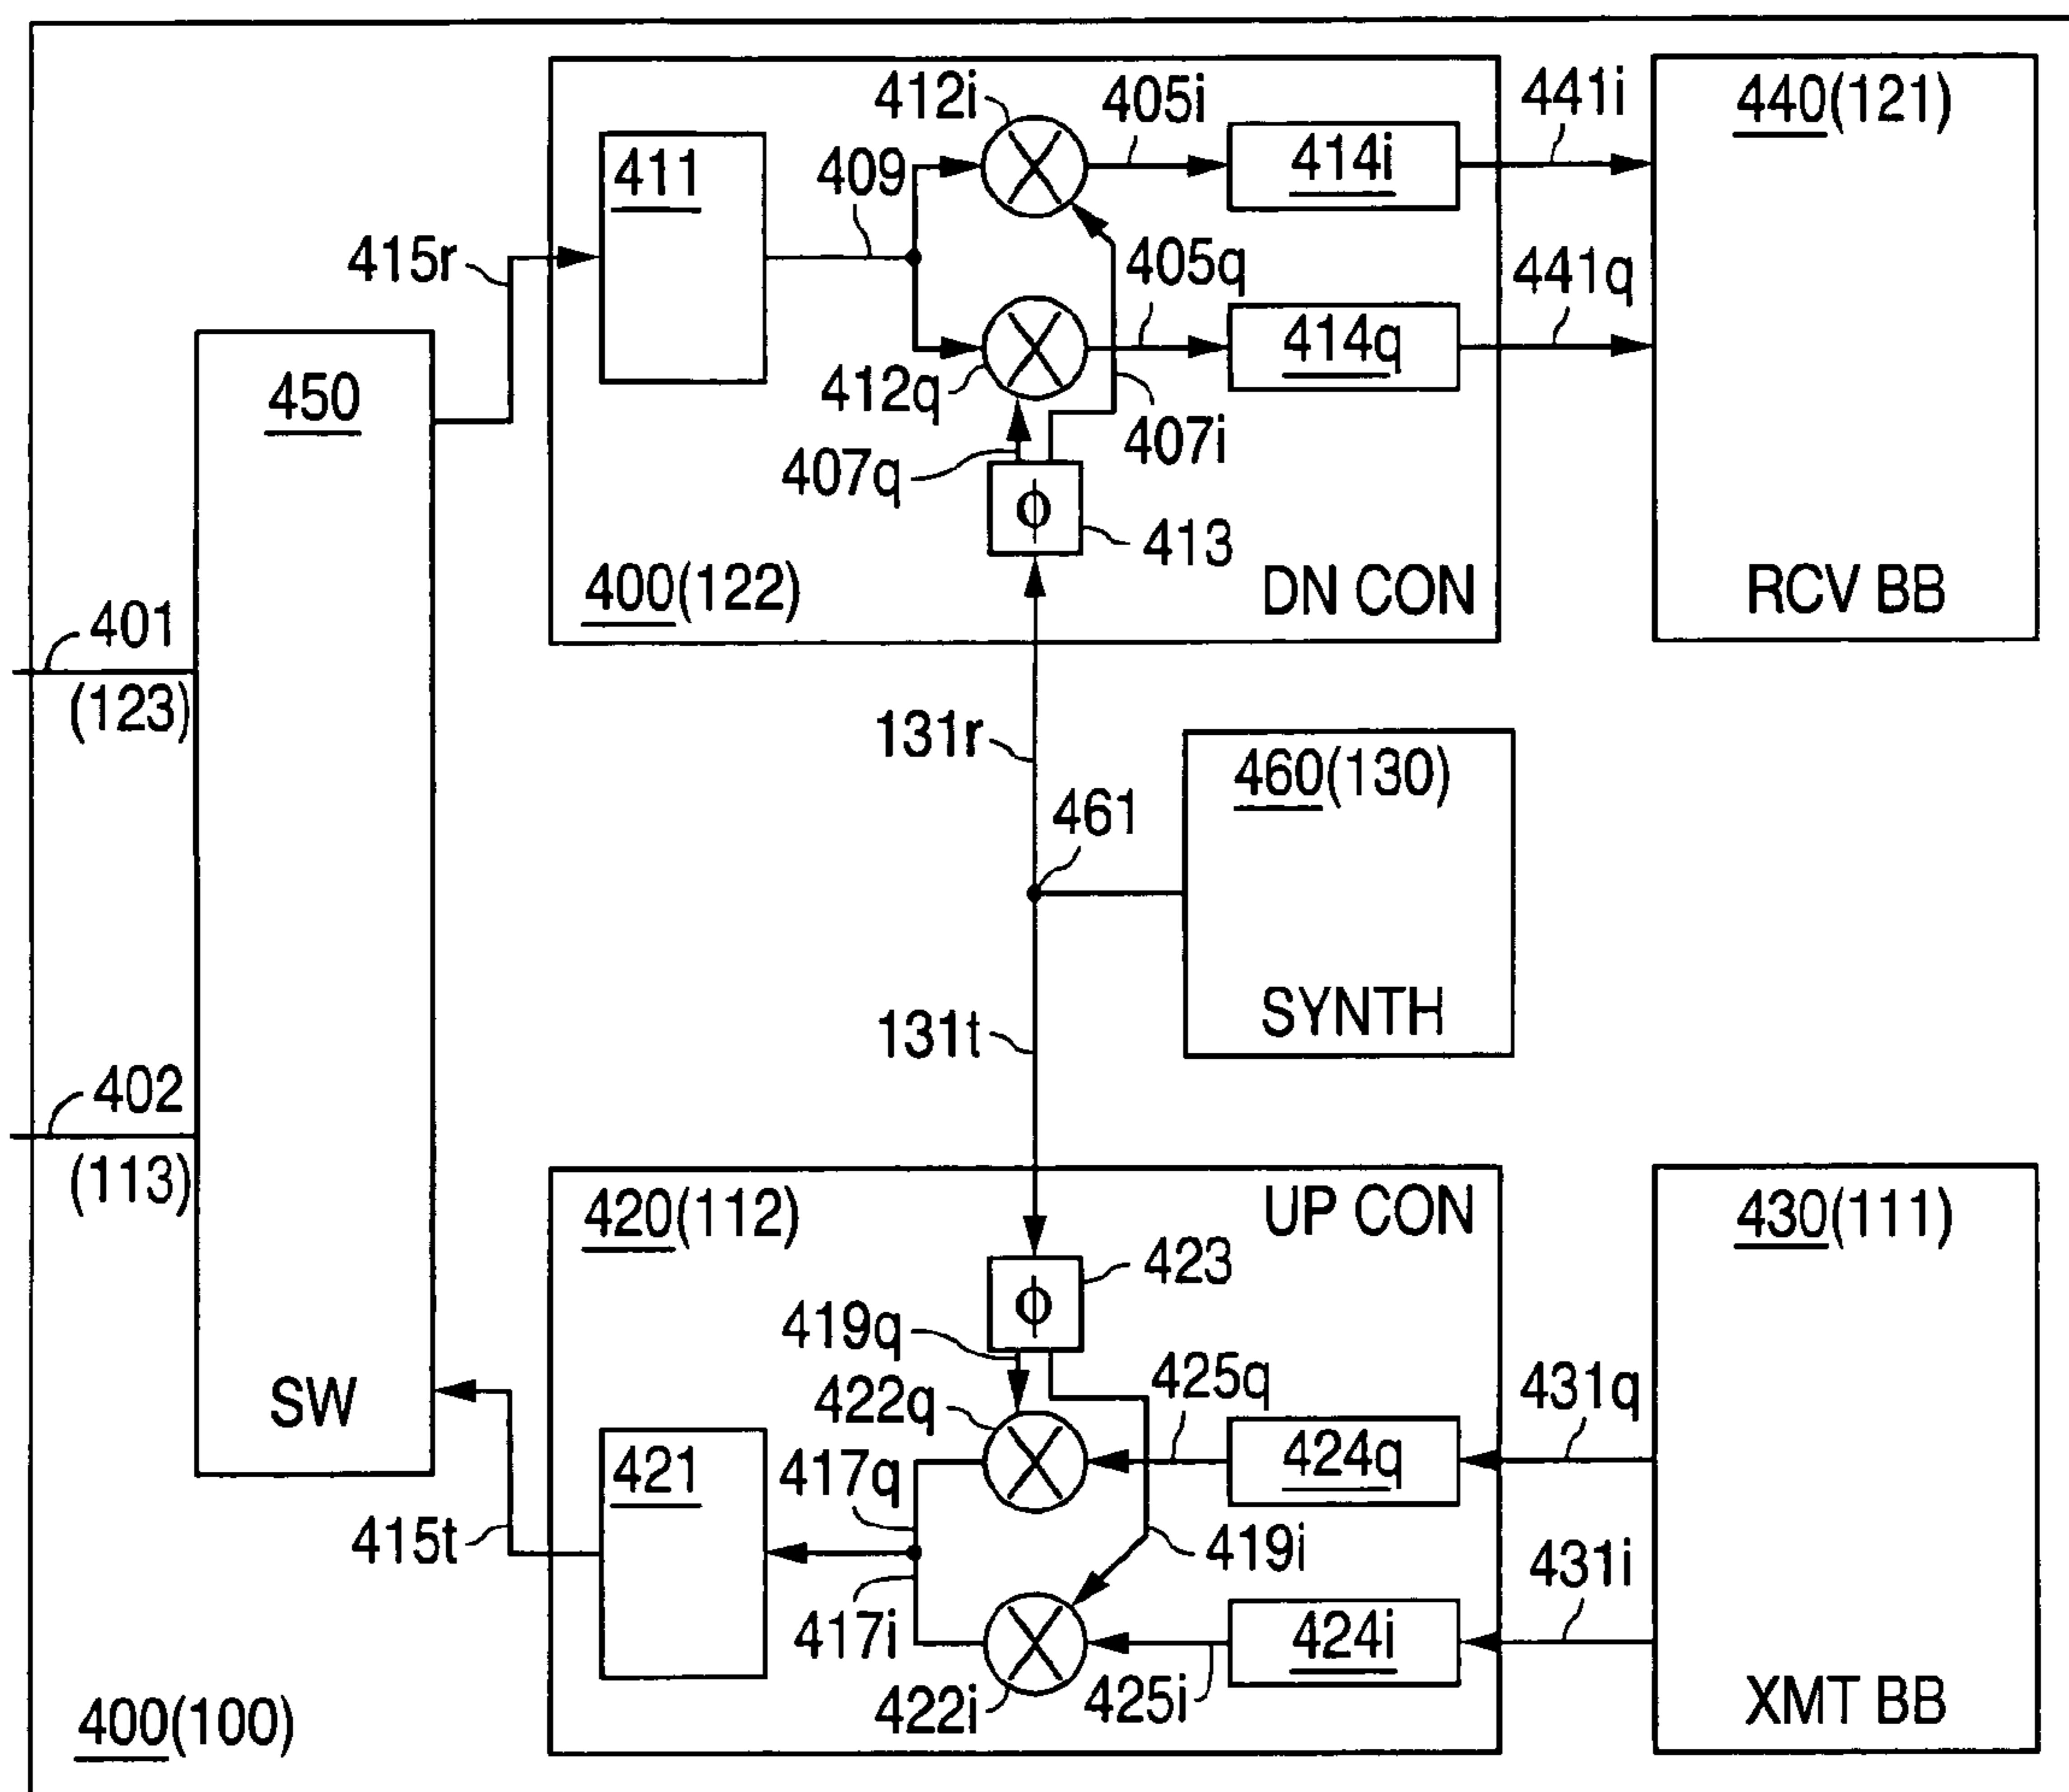 412i
405i
441i
440(121)
411
409
414i
415r
405q
441q
450
412q
414q
407i
407q
ϕ
413
400(122)
DN CON
RCV BB
401
(123)
131r
460(130)
461
SYNTH
131t
402
(113)
420(112)
UP CON
430(111)
423
ϕ
419q
425q
431q
422q
SW
421
417q
424q
415t
419i
431i
417i
424i
422i
425i
XMT BB
400(100)